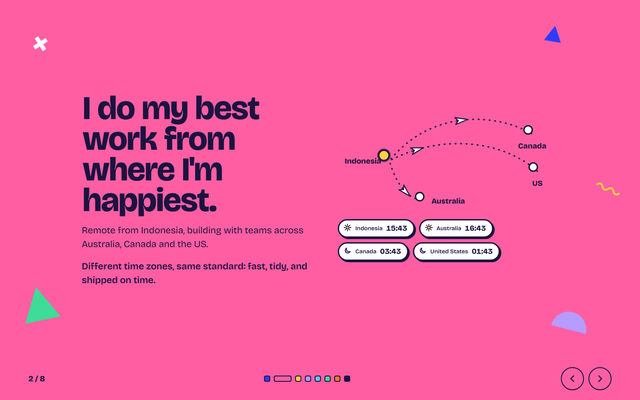 I do my best
work from
where I'm
happiest.
Remote from Indonesia, building with teams across
Australia, Canada and the US.
Different time zones, same standard: fast, tidy, and
shipped on time.
Canada
Indonesia
US
Australia
Indonesia 15:43
Australia 16:43
Canada 03:43
United States 01:43
2 / 8